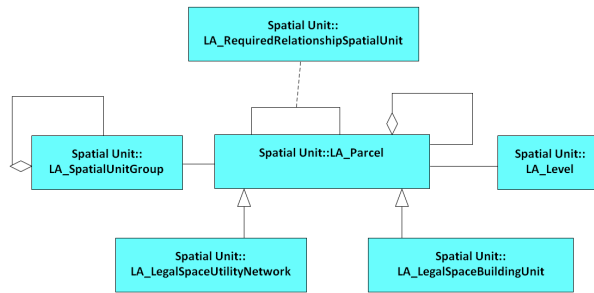 Spatial Unit::
LA_RequiredRelationshipSpatialUnit
Spatial Unit::
LA_SpatialUnitGroup
Spatial Unit::LA_Parcel
Spatial Unit::
LA_Level
Spatial Unit::
LA_LegalSpaceUtilityNetwork
Spatial Unit::
LA_LegalSpaceBuildingUnit